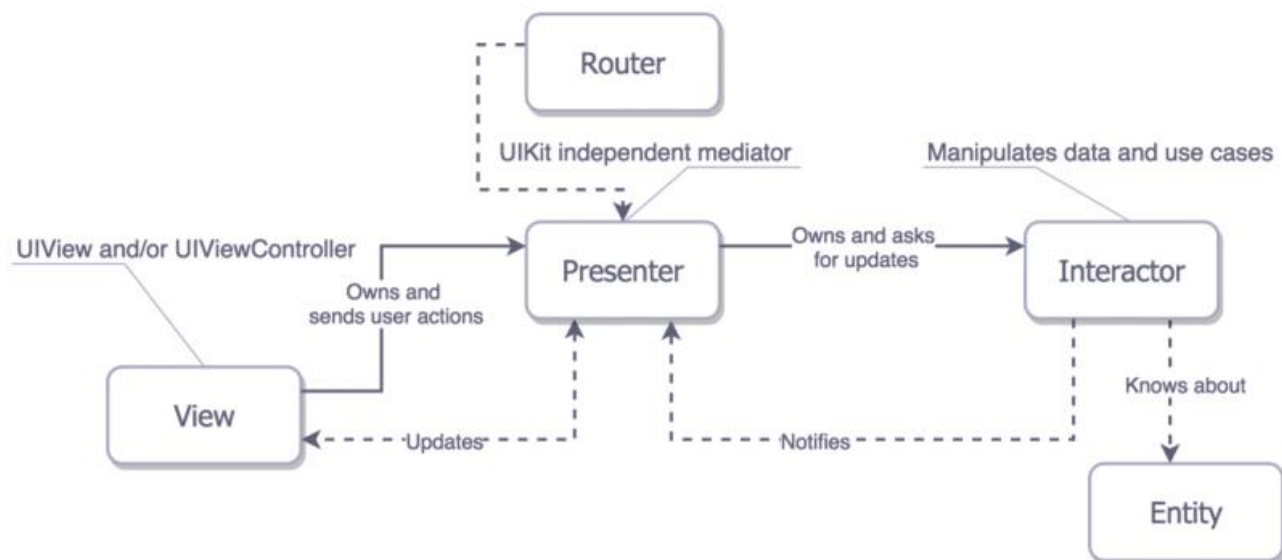 Router
UIKit independent mediator
Manipulates data and use cases
UIView and/or UIViewController
Presenter
Owns and asks
for updates
Interactor
Owns and
sends user actions
View
Updates
Notifies
Knows about
Entity